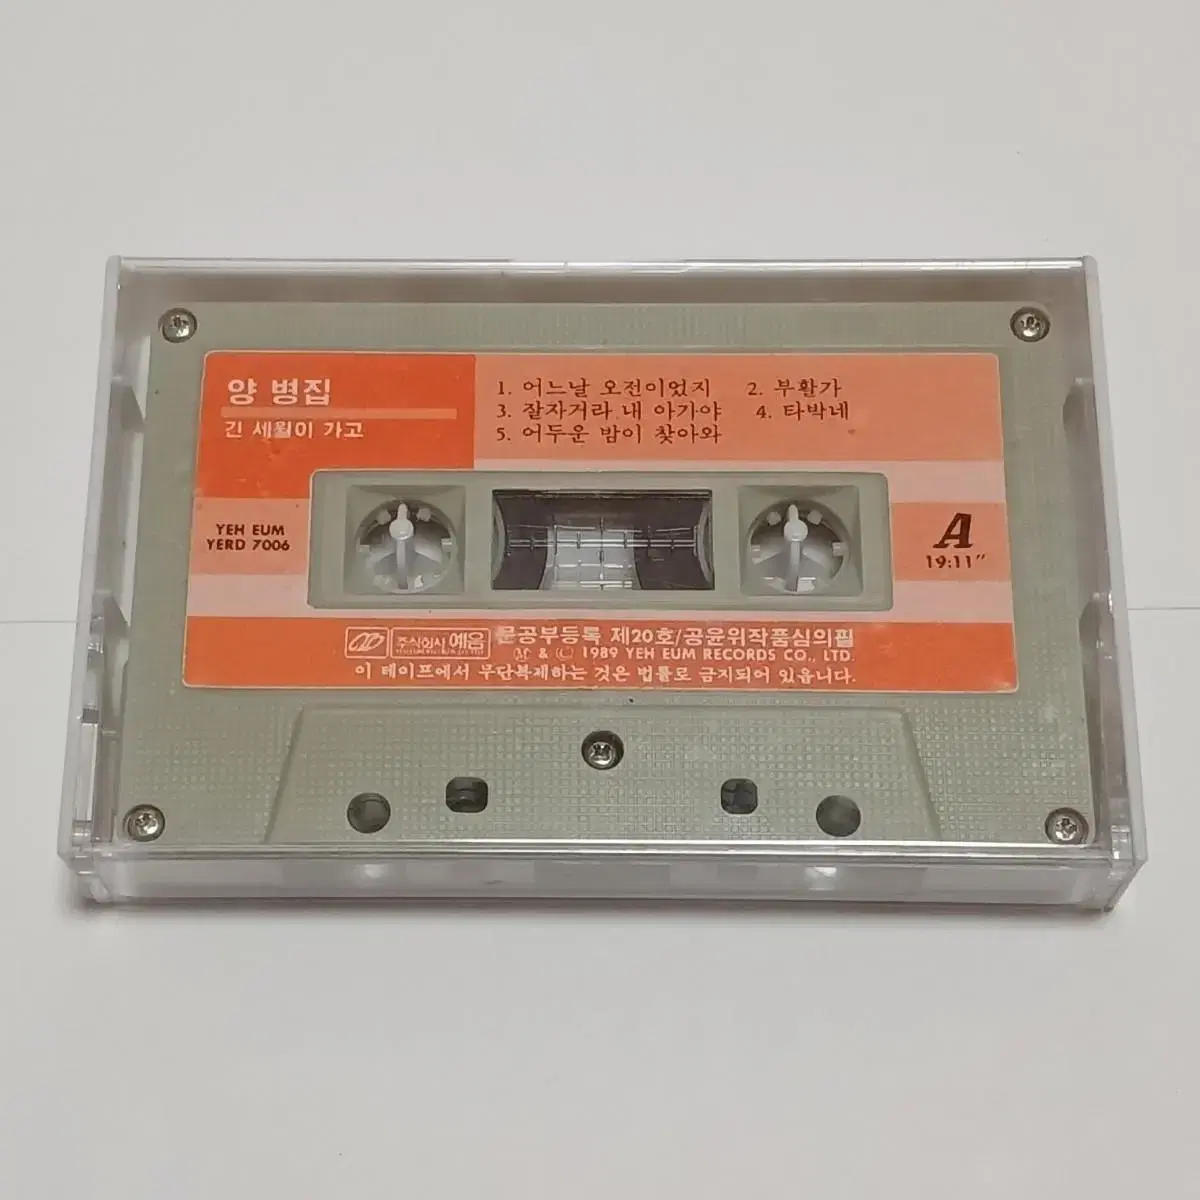 양 병집
긴 세월이 가고
1. 어느날 오전이었지 2. 부활가
3. 잘자거라 내 아기야 4. 타박네
5. 어두운 밤이 찾아와
YEH EUM
YERD 7006
A
19:11"
주식회사 예음
문공부등록 제20호/공윤위작품심의필
Ⓟ & Ⓒ 1989 YEH EUM RECORDS CO., LTD.
이 테이프에서 무단복제하는 것은 법률로 금지되어 있읍니다.